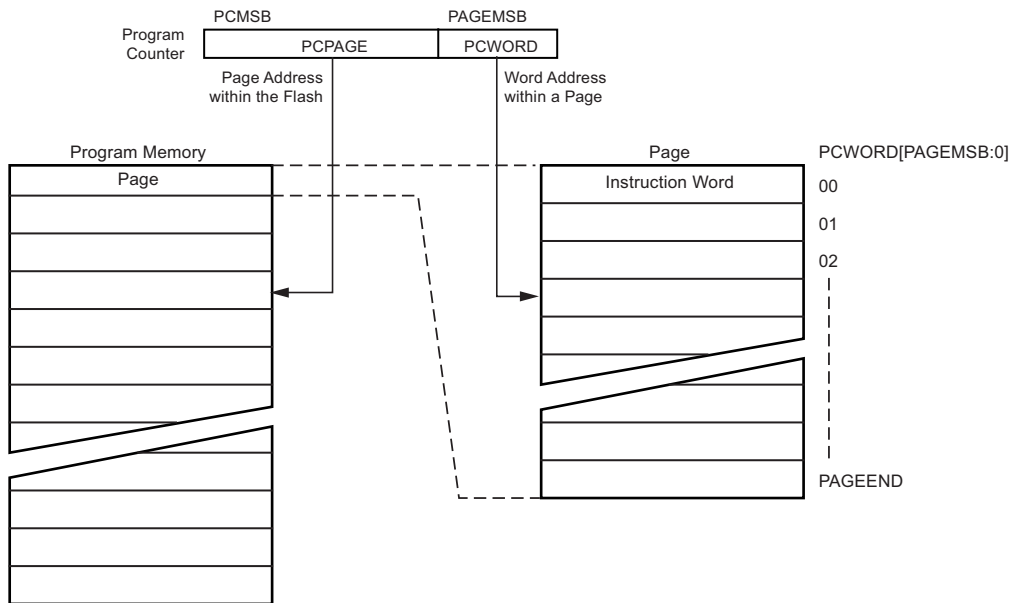 PCMSB PAGEMSB
Program
Counter
PCPAGE PCWORD
Page Address
within the Flash
Word Address
within a Page
Program Memory
Page
Page
Instruction Word
PCWORD[PAGEMSB:0]
00
01
02
PAGEEND